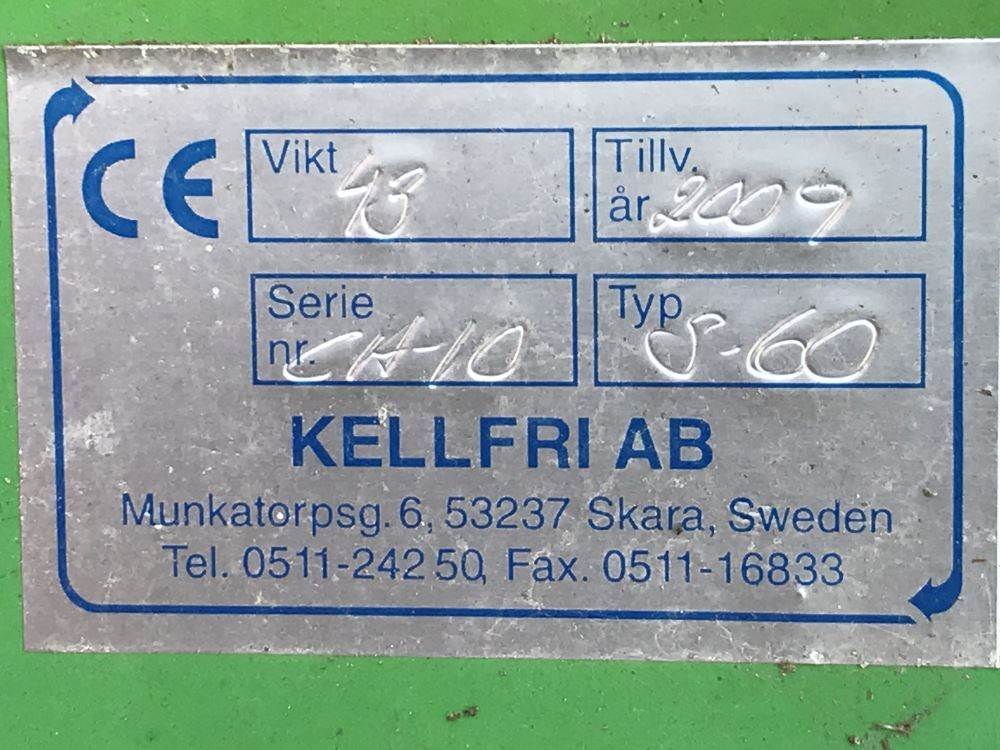 CE
Vikt 43
Tillv. år 2009
Serie nr. CH-10
Typ S-60
KELLFRI AB
Munkatorpsg. 6, 53237 Skara, Sweden
Tel. 0511-242 50, Fax. 0511-16833